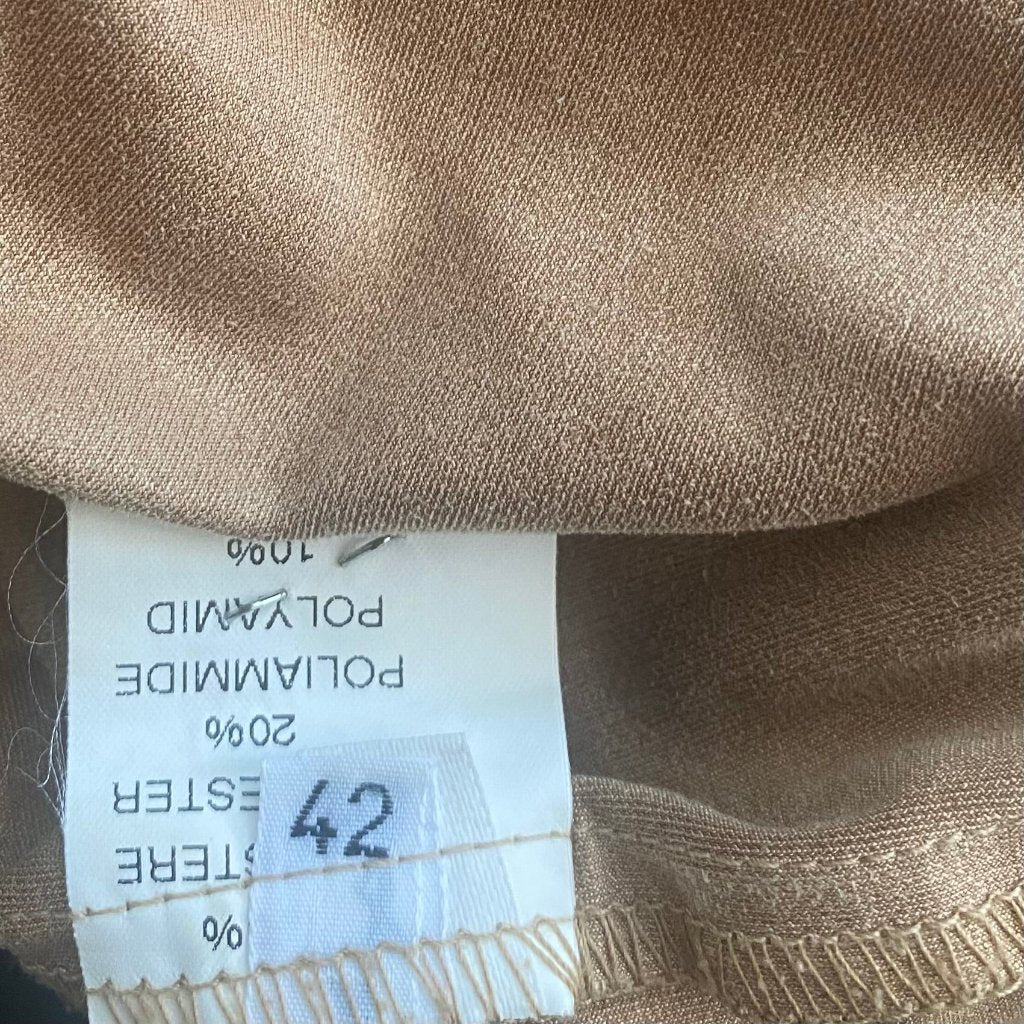 %
STERE
ESTER
20%
POLIAMMIDE
POLYAMID
10%
42